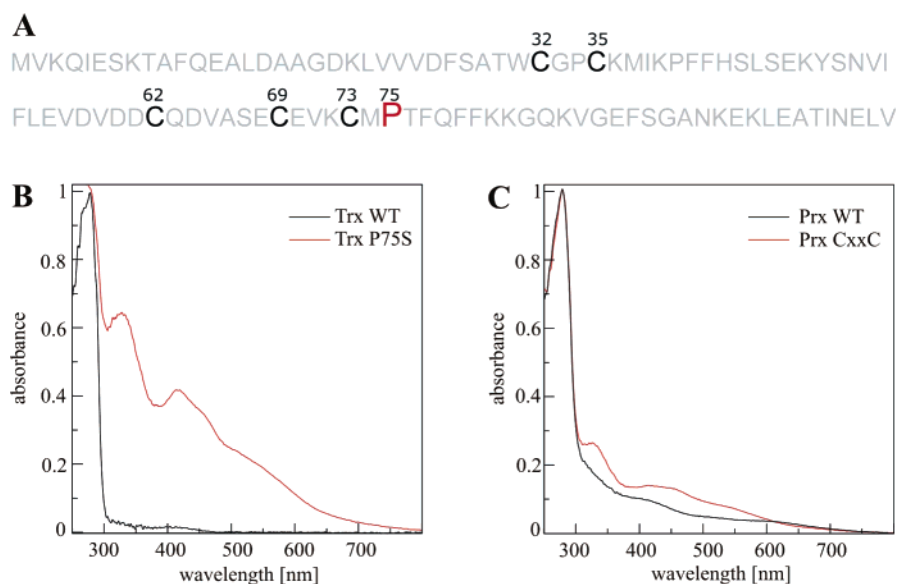 A
32 35
MVKQIESKTAFQEALDAAGDKLVVVDFSATWCGPCKMIKPFFHSLSEKYSNVI
62 69 73 75
FLEVDVDDCQDVASECEVKCMPTFQFFKKGQKVGEFSGANKEKLEATINELV
B
1
0.8
0.6
0.4
0.2
0
absorbance
Trx WT
Trx P75S
300 400 500 600 700
wavelength [nm]
C
1
0.8
0.6
0.4
0.2
0
absorbance
Prx WT
Prx CxxC
300 400 500 600 700
wavelength [nm]